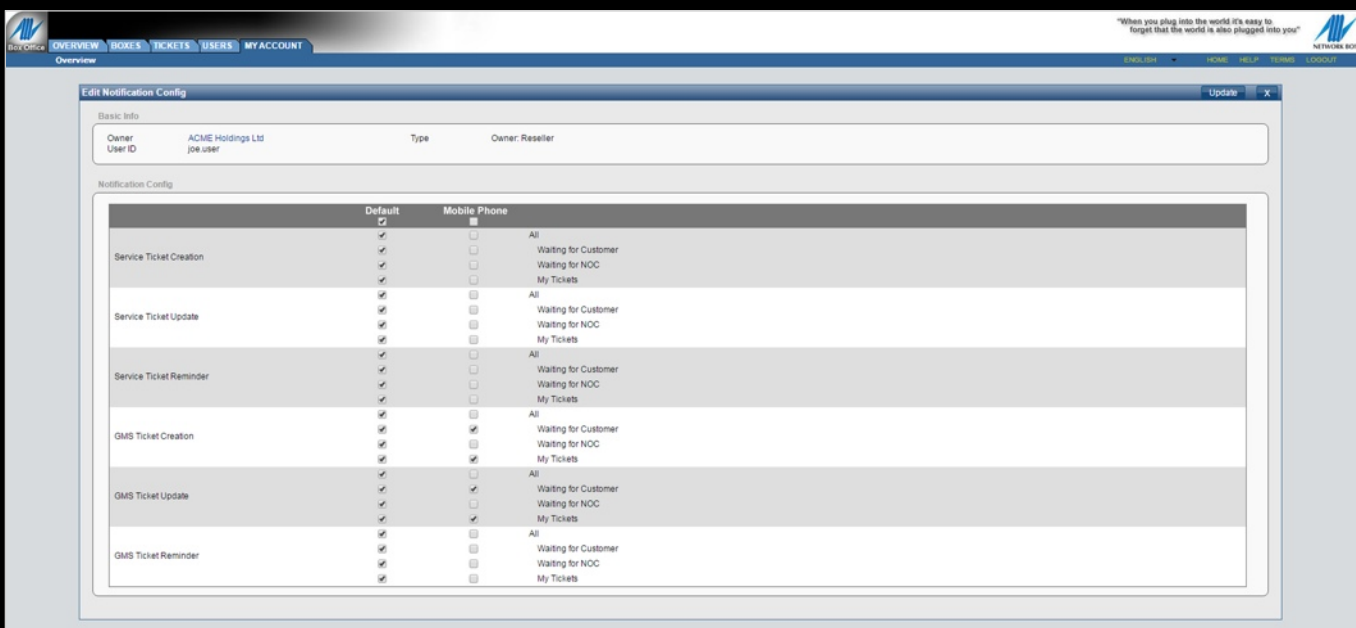 "When you plug into the world it's easy to
forget that the world is also plugged into you"
Box Office
OVERVIEW BOXES TICKETS USERS MY ACCOUNT
NETWORK BOX
Overview
ENGLISH HOME HELP TERMS LOGOUT
Edit Notification Config Update X
Basic Info
Owner ACME Holdings Ltd Type Owner: Reseller
User ID joe.user
Notification Config
Default Mobile Phone
Service Ticket Creation
All
Waiting for Customer
Waiting for NOC
My Tickets
Service Ticket Update
All
Waiting for Customer
Waiting for NOC
My Tickets
Service Ticket Reminder
All
Waiting for Customer
Waiting for NOC
My Tickets
GMS Ticket Creation
All
Waiting for Customer
Waiting for NOC
My Tickets
GMS Ticket Update
All
Waiting for Customer
Waiting for NOC
My Tickets
GMS Ticket Reminder
All
Waiting for Customer
Waiting for NOC
My Tickets